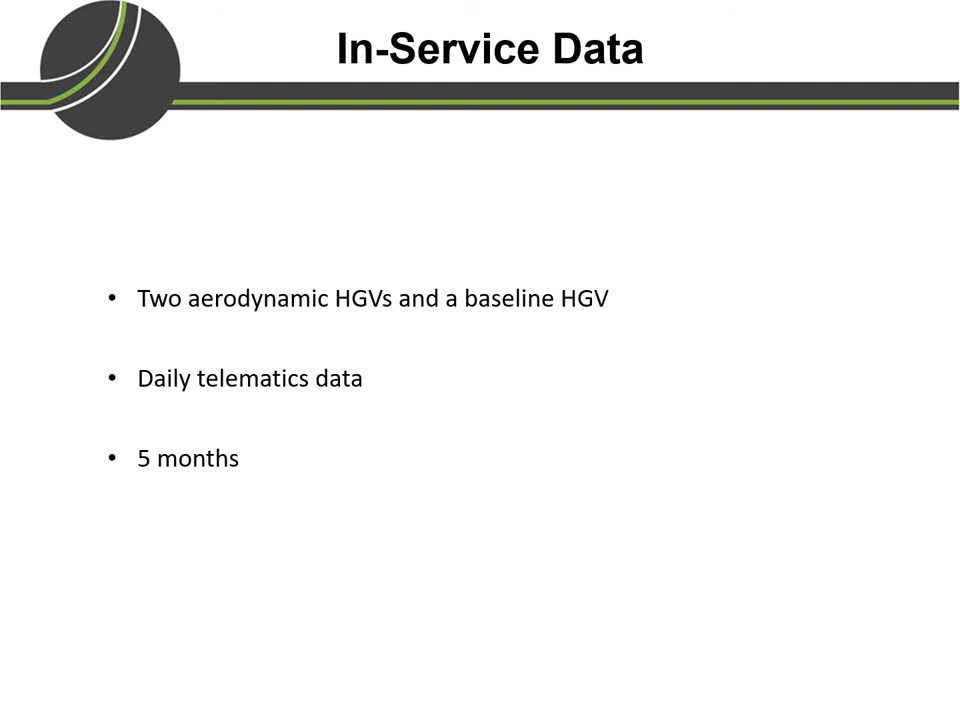 In-Service Data
• Two aerodynamic HGVs and a baseline HGV
• Daily telematics data
• 5 months